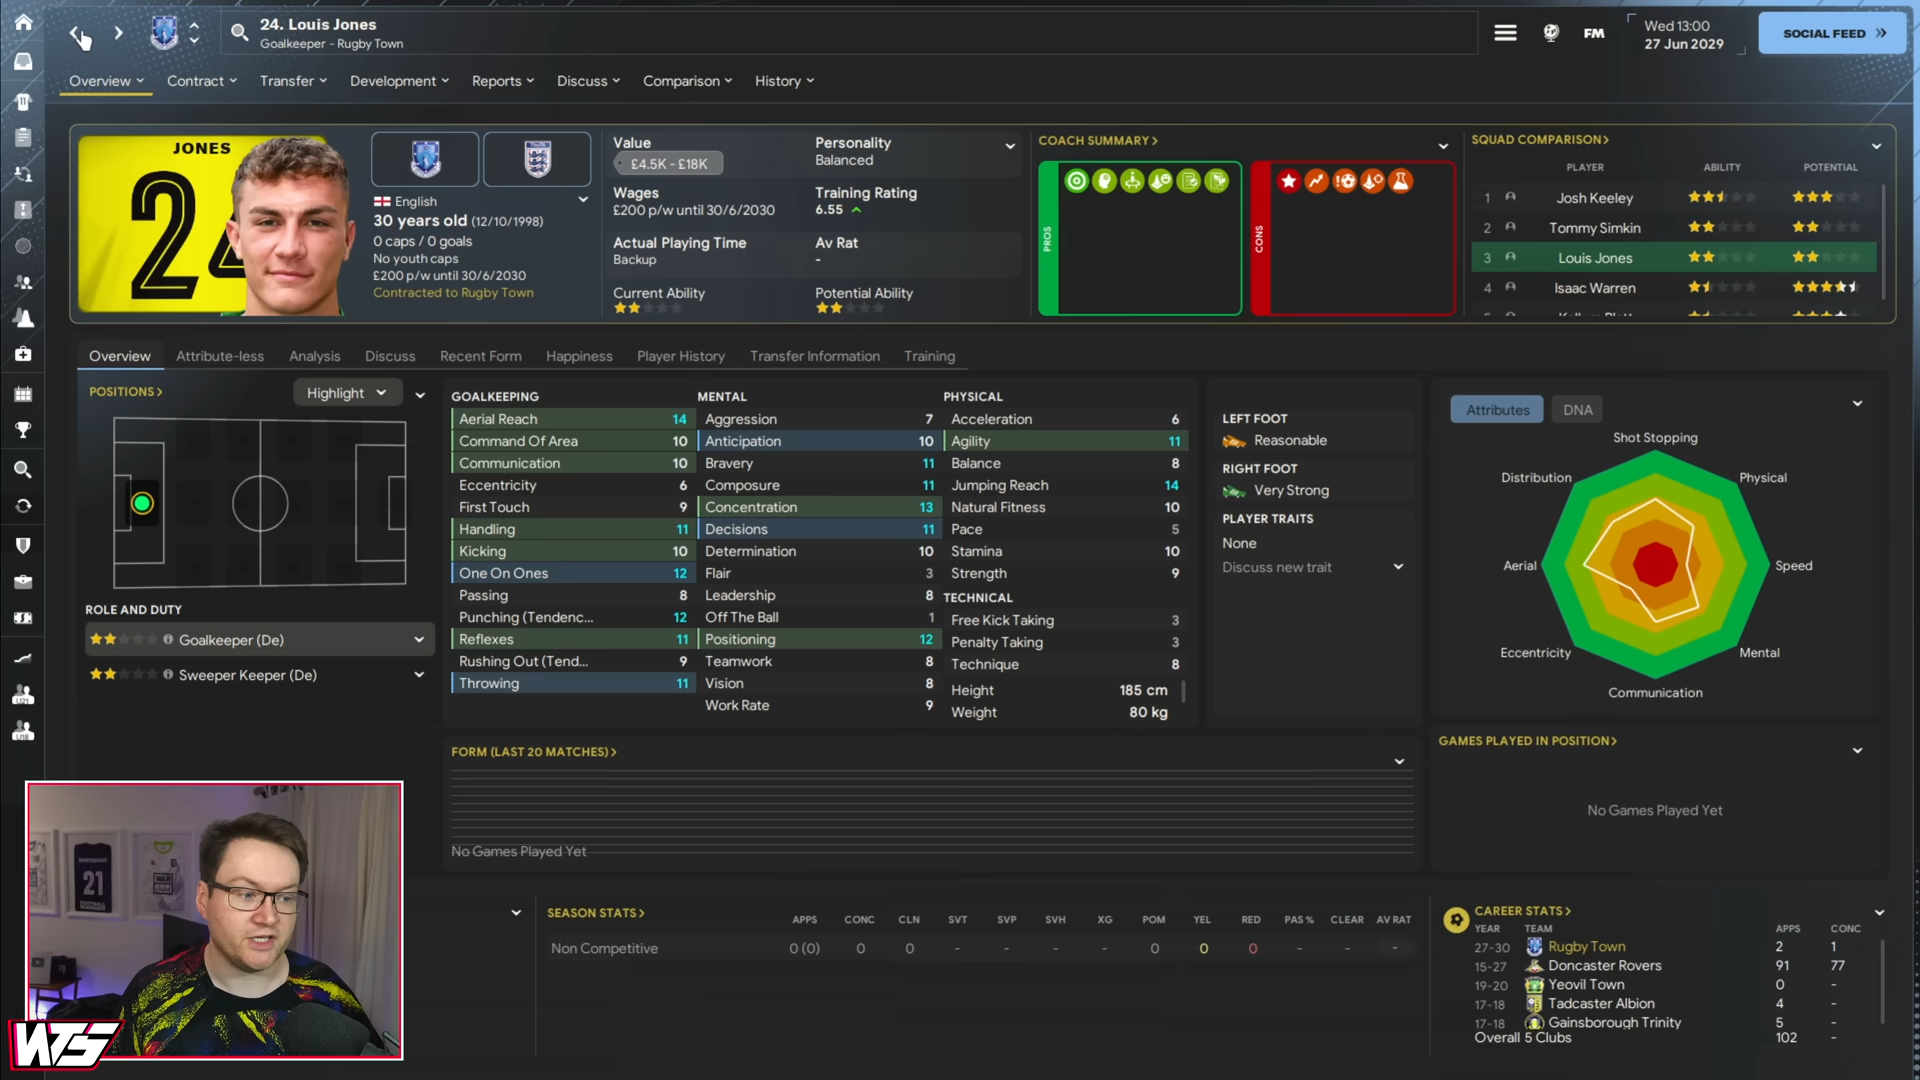 24. Louis Jones
Goalkeeper - Rugby Town
FM
Wed 13:00
27 Jun 2029
SOCIAL FEED
Overview
Contract
Transfer
Development
Reports
Discuss
Comparison
History
JONES
24
English
30 years old (12/10/1998)
0 caps / 0 goals
No youth caps
£200 p/w until 30/6/2030
Contracted to Rugby Town
Value
£4.5K - £18K
Wages
£200 p/w until 30/6/2030
Actual Playing Time
Backup
Current Ability
Personality
Balanced
Training Rating
6.55
Av Rat
-
Potential Ability
COACH SUMMARY
PROS
CONS
SQUAD COMPARISON
PLAYER ABILITY POTENTIAL
1 Josh Keeley
2 Tommy Simkin
3 Louis Jones
4 Isaac Warren
Overview
Attribute-less
Analysis
Discuss
Recent Form
Happiness
Player History
Transfer Information
Training
POSITIONS
Highlight
ROLE AND DUTY
Goalkeeper (De)
Sweeper Keeper (De)
GOALKEEPING
Aerial Reach 14
Command Of Area 10
Communication 10
Eccentricity 6
First Touch 9
Handling 11
Kicking 10
One On Ones 12
Passing 8
Punching (Tendenc... 12
Reflexes 11
Rushing Out (Tend... 9
Throwing 11
MENTAL
Aggression 7
Anticipation 10
Bravery 11
Composure 11
Concentration 13
Decisions 11
Determination 10
Flair 3
Leadership 8
Off The Ball 1
Positioning 12
Teamwork 8
Vision 8
Work Rate 9
PHYSICAL
Acceleration 6
Agility 11
Balance 8
Jumping Reach 14
Natural Fitness 10
Pace 5
Stamina 10
Strength 9
TECHNICAL
Free Kick Taking 3
Penalty Taking 3
Technique 8
Height 185 cm
Weight 80 kg
LEFT FOOT
Reasonable
RIGHT FOOT
Very Strong
PLAYER TRAITS
None
Discuss new trait
Attributes
DNA
Shot Stopping
Physical
Speed
Mental
Communication
Eccentricity
Aerial
Distribution
FORM (LAST 20 MATCHES)
No Games Played Yet
GAMES PLAYED IN POSITION
No Games Played Yet
SEASON STATS
APPS CONC CLN SVT SVP SVH XG POM YEL RED PAS % CLEAR AV RAT
Non Competitive 0 (0) 0 0 - - - - 0 0 0 - - -
CAREER STATS
YEAR TEAM APPS CONC
27-30 Rugby Town 2 1
15-27 Doncaster Rovers 91 77
19-20 Yeovil Town 0 -
17-18 Tadcaster Albion 4 -
17-18 Gainsborough Trinity 5 -
Overall 5 Clubs 102 -
U21
U18
21
WTS